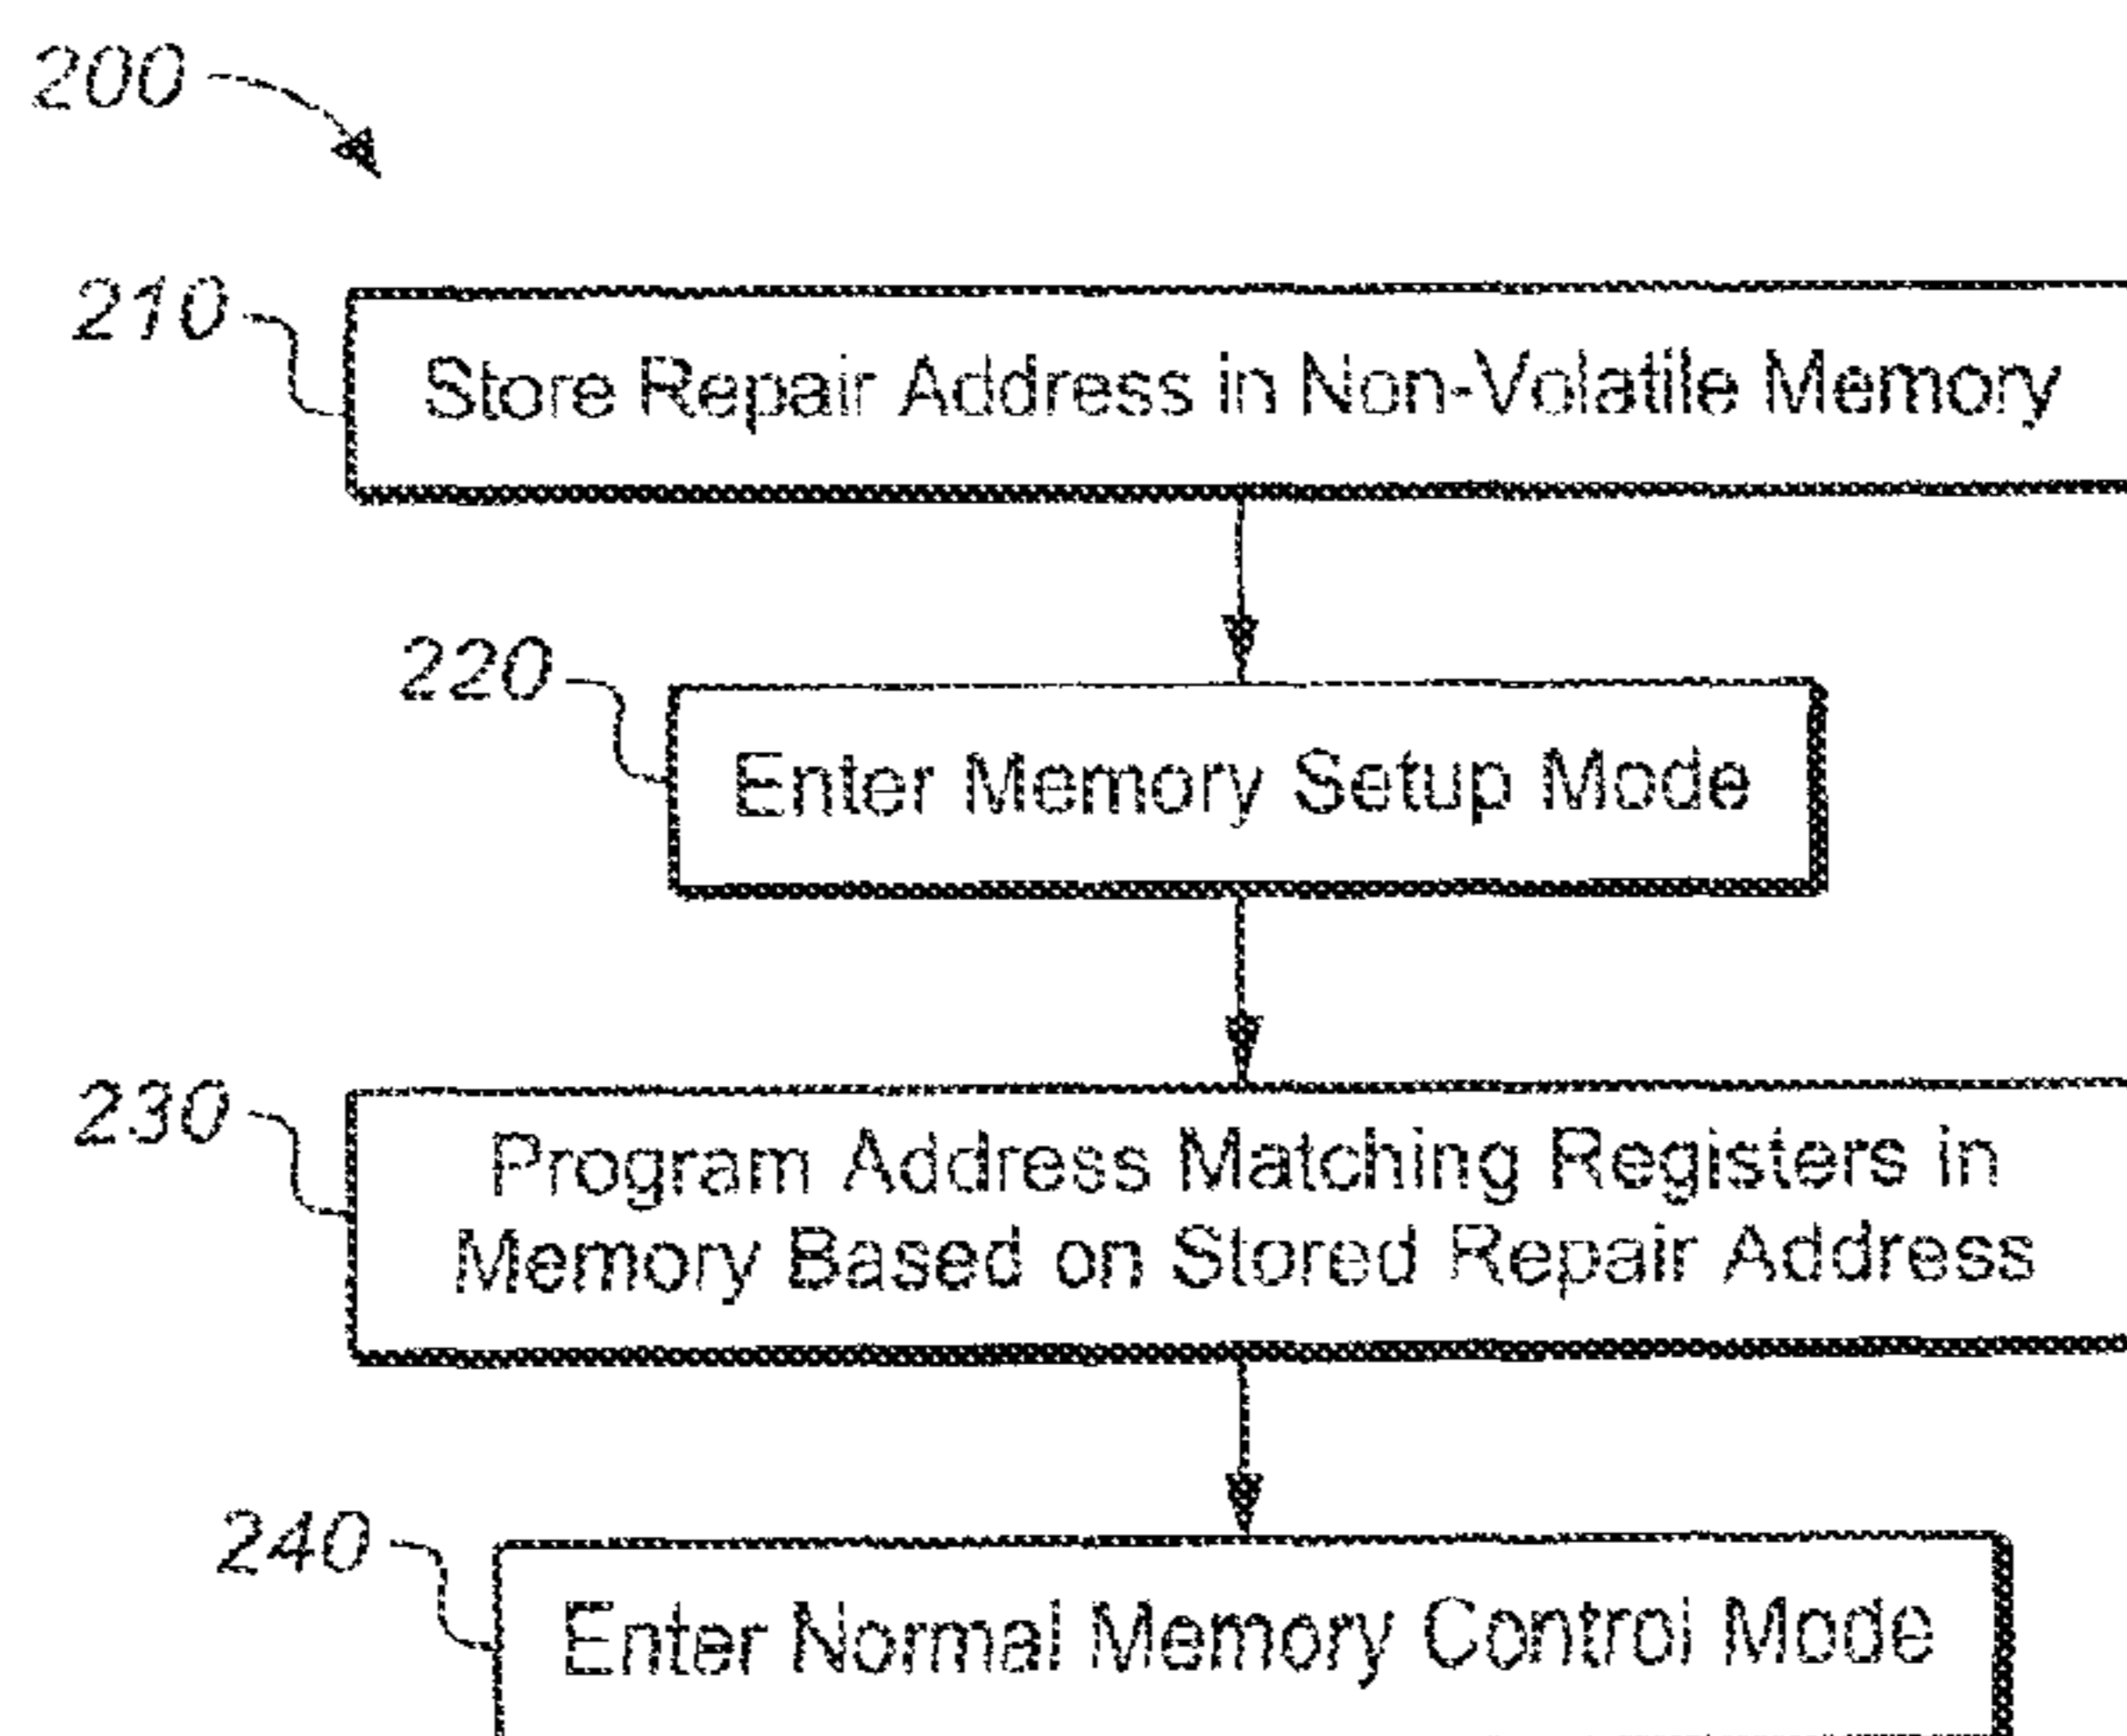 200
210
Store Repair Address in Non-Volatile Memory
220
Enter Memory Setup Mode
230
Program Address Matching Registers in
Memory Based on Stored Repair Address
240
Enter Normal Memory Control Mode